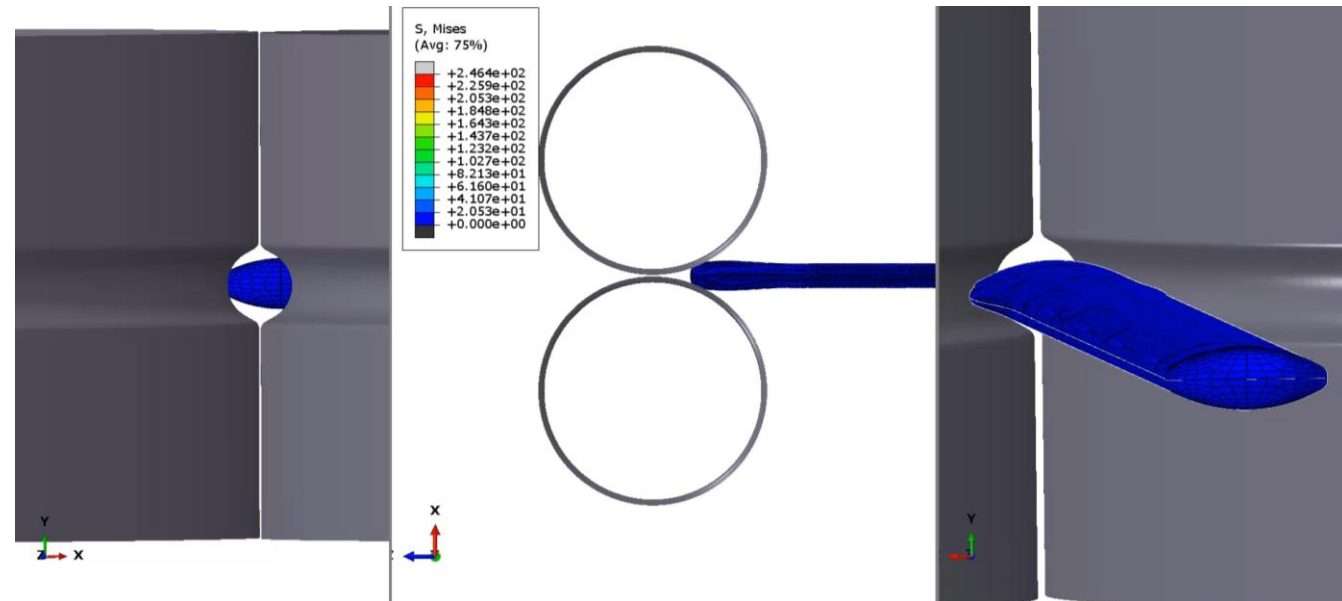 S, Mises
(Avg: 75%)
+2.464e+02
+2.259e+02
+2.053e+02
+1.848e+02
+1.643e+02
+1.437e+02
+1.232e+02
+1.027e+02
+8.213e+01
+6.160e+01
+4.107e+01
+2.053e+01
+0.000e+00
Y
Z
X
X
Y
Y